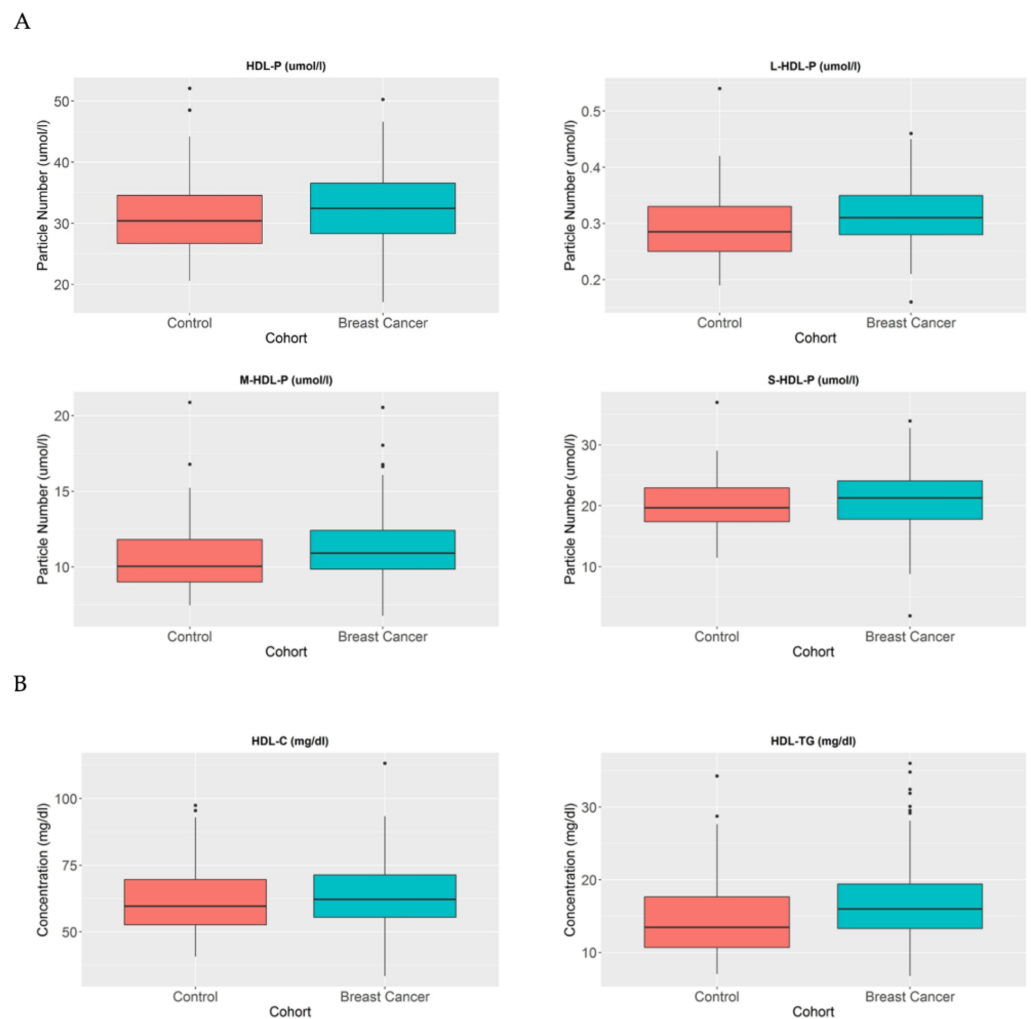 A
HDL-P (umol/l)
Particle Number (umol/l)
50
40
30
20
Control
Breast Cancer
Cohort
L-HDL-P (umol/l)
Particle Number (umol/l)
0.5
0.4
0.3
0.2
Control
Breast Cancer
Cohort
M-HDL-P (umol/l)
Particle Number (umol/l)
20
15
10
Control
Breast Cancer
Cohort
S-HDL-P (umol/l)
Particle Number (umol/l)
30
20
10
Control
Breast Cancer
Cohort
B
HDL-C (mg/dl)
Concentration (mg/dl)
100
75
50
Control
Breast Cancer
Cohort
HDL-TG (mg/dl)
Concentration (mg/dl)
30
20
10
Control
Breast Cancer
Cohort